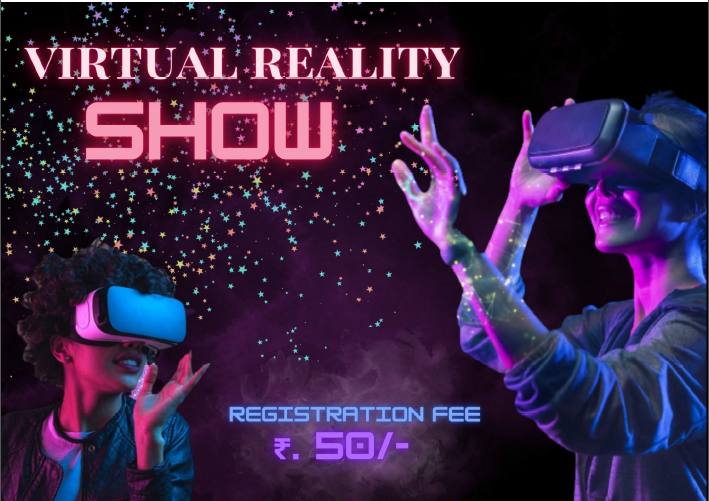 VIRTUAL REALITY
SHOW
REGISTRATION FEE
₹. 50/-